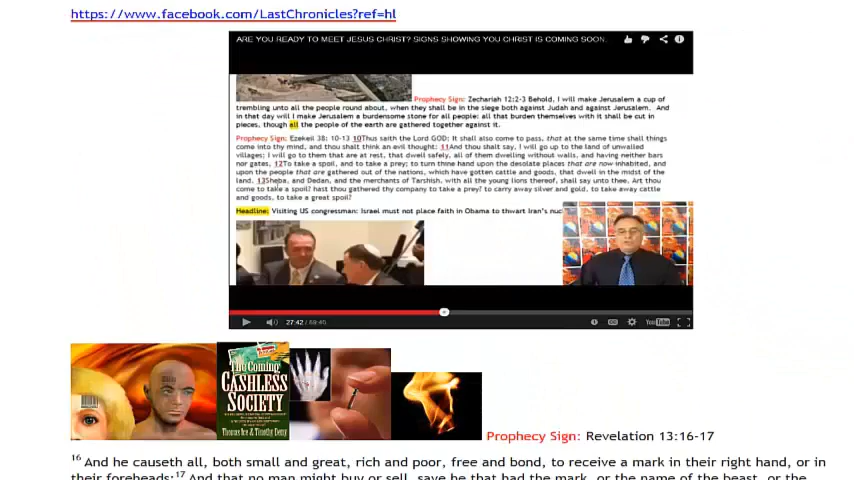 https://www.facebook.com/LastChronicles?ref=hl
ARE YOU READY TO MEET JESUS CHRIST? SIGNS SHOWING YOU CHRIST IS COMING SOON.
Prophecy Sign: Zechariah 12:2-3 Behold, I will make Jerusalem a cup of
trembling unto all the people round about, when they shall be in the siege both against Judah and against Jerusalem. And
in that day will I make Jerusalem a burdensome stone for all people: all that burden themselves with it shall be cut in
pieces, though all the people of the earth are gathered together against it.
Prophecy Sign: Ezekeil 38: 10-13 10Thus saith the Lord GOD; It shall also come to pass, that at the same time shall things
come into thy mind, and thou shalt think an evil thought: 11And thou shalt say, I will go up to the land of unwalled
villages; I will go to them that are at rest, that dwell safely, all of them dwelling without walls, and having neither bars
nor gates, 12To take a spoil, and to take a prey; to turn thine hand upon the desolate places that are now inhabited, and
upon the people that are gathered out of the nations, which have gotten cattle and goods, that dwell in the midst of the
land. 13Sheba, and Dedan, and the merchants of Tarshish, with all the young lions thereof, shall say unto thee, Art thou
come to take a spoil? hast thou gathered thy company to take a prey? to carry away silver and gold, to take away cattle
and goods, to take a great spoil?
Headline: Visiting US congressman: Israel must not place faith in Obama to thwart Iran's nuc
27:42
YouTube
The Coming
CASHLESS
SOCIETY
Thomas Ice & Timothy Demy
Prophecy Sign: Revelation 13:16-17
16 And he causeth all, both small and great, rich and poor, free and bond, to receive a mark in their right hand, or in
their foreheads: 17 And that no man might buy or sell, save he that had the mark, or the name of the beast, or the